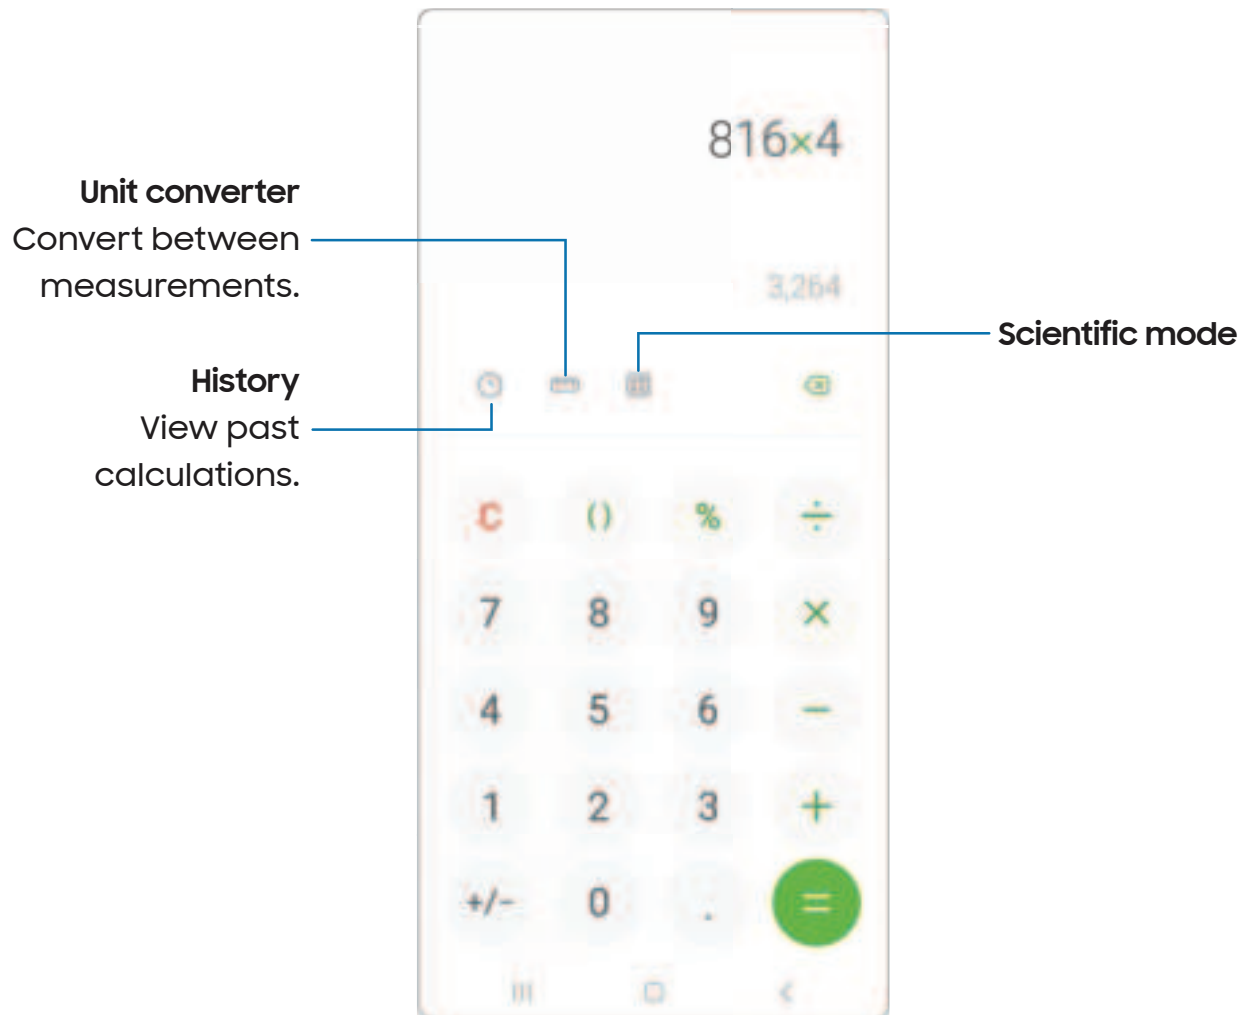 816×4
Unit converter
Convert between
measurements.
3,264
Scientific mode
History
View past
calculations.
C () % ÷
7 8 9 ×
4 5 6 −
1 2 3 +
+/− 0 . =